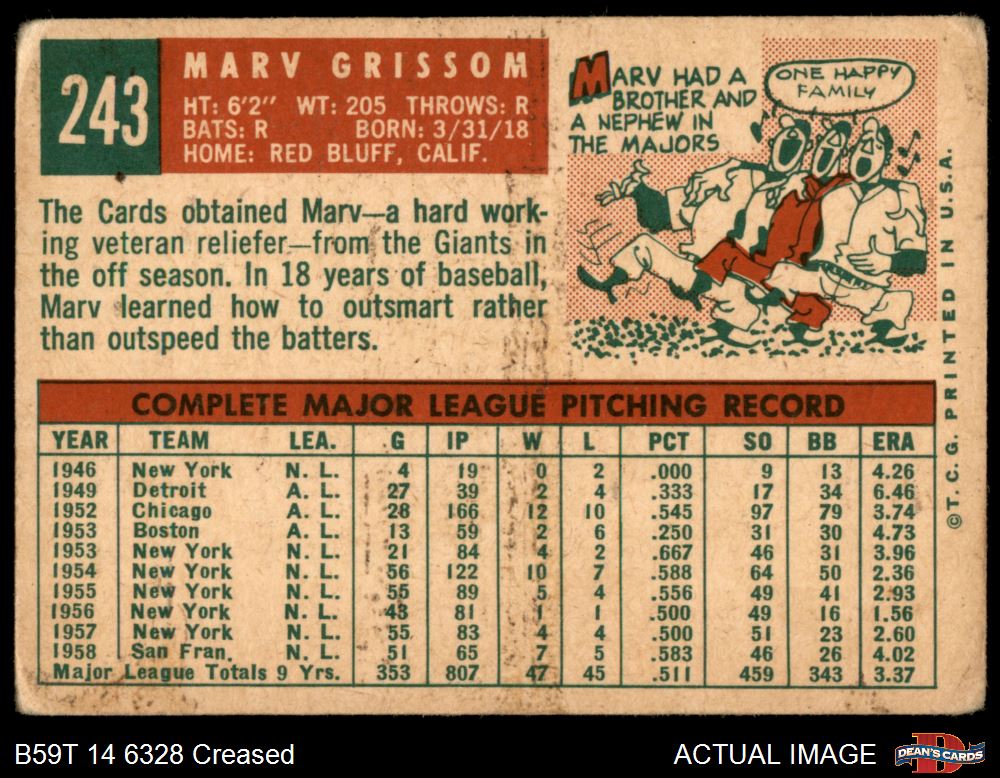 243
MARV GRISSOM
HT: 6'2" WT: 205 THROWS: R
BATS: R BORN: 3/31/18
HOME: RED BLUFF, CALIF.
The Cards obtained Marv—a hard work-
ing veteran reliefer—from the Giants in
the off season. In 18 years of baseball,
Marv learned how to outsmart rather
than outspeed the batters.
MARV HAD A
BROTHER AND
A NEPHEW IN
THE MAJORS
ONE HAPPY
FAMILY
COMPLETE MAJOR LEAGUE PITCHING RECORD
YEAR TEAM LEA. G IP W L PCT SO BB ERA
1946 New York N. L. 4 19 0 2 .000 9 13 4.26
1949 Detroit A. L. 27 39 2 4 .333 17 34 6.46
1952 Chicago A. L. 28 166 12 10 .545 97 79 3.74
1953 Boston A. L. 13 59 2 6 .250 31 30 4.73
1953 New York N. L. 21 84 4 2 .667 46 31 3.96
1954 New York N. L. 56 122 10 7 .588 64 50 2.36
1955 New York N. L. 55 89 5 4 .556 49 41 2.93
1956 New York N. L. 43 81 1 1 .500 49 16 1.56
1957 New York N. L. 55 83 4 4 .500 51 23 2.60
1958 San Fran. N. L. 51 65 7 5 .583 46 26 4.02
Major League Totals 9 Yrs. 353 807 47 45 .511 459 343 3.37
©T. C. G. PRINTED IN U.S.A.
B59T 14 6328 Creased
ACTUAL IMAGE
DEAN'S CARDS